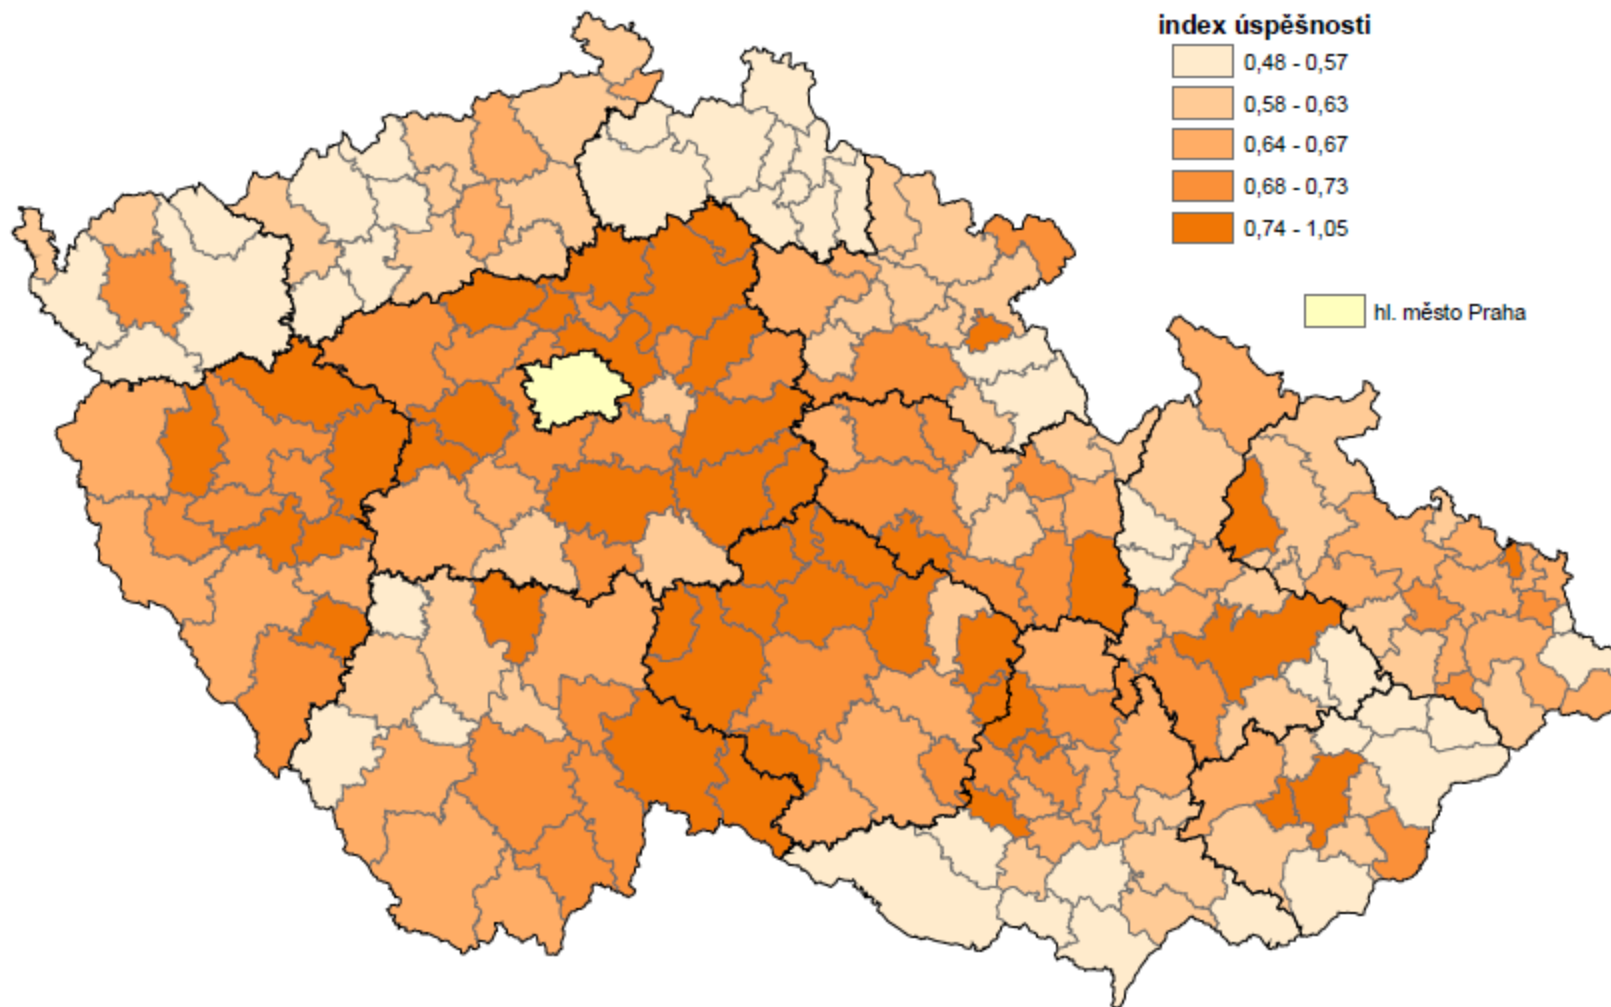 index úspěšnosti
0,48 - 0,57
0,58 - 0,63
0,64 - 0,67
0,68 - 0,73
0,74 - 1,05
hl. město Praha